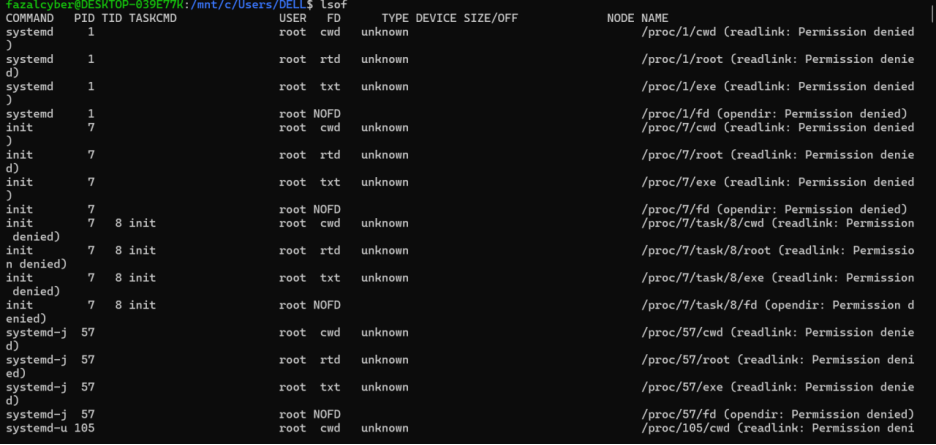 fazalcyber@DESKTOP-039E77K:/mnt/c/Users/DELL$ lsof
COMMAND   PID TID TASKCMD               USER   FD      TYPE DEVICE SIZE/OFF             NODE NAME
systemd     1                           root  cwd   unknown                                  /proc/1/cwd (readlink: Permission denied
)
systemd     1                           root  rtd   unknown                                  /proc/1/root (readlink: Permission denie
d)
systemd     1                           root  txt   unknown                                  /proc/1/exe (readlink: Permission denied
)
systemd     1                           root NOFD                                            /proc/1/fd (opendir: Permission denied)
init        7                           root  cwd   unknown                                  /proc/7/cwd (readlink: Permission denied
)
init        7                           root  rtd   unknown                                  /proc/7/root (readlink: Permission denie
d)
init        7                           root  txt   unknown                                  /proc/7/exe (readlink: Permission denied
)
init        7                           root NOFD                                            /proc/7/fd (opendir: Permission denied)
init        7   8 init                  root  cwd   unknown                                  /proc/7/task/8/cwd (readlink: Permission
 denied)
init        7   8 init                  root  rtd   unknown                                  /proc/7/task/8/root (readlink: Permissio
n denied)
init        7   8 init                  root  txt   unknown                                  /proc/7/task/8/exe (readlink: Permission
 denied)
init        7   8 init                  root NOFD                                            /proc/7/task/8/fd (opendir: Permission d
enied)
systemd-j  57                           root  cwd   unknown                                  /proc/57/cwd (readlink: Permission denie
d)
systemd-j  57                           root  rtd   unknown                                  /proc/57/root (readlink: Permission deni
ed)
systemd-j  57                           root  txt   unknown                                  /proc/57/exe (readlink: Permission denie
d)
systemd-j  57                           root NOFD                                            /proc/57/fd (opendir: Permission denied)
systemd-u 105                           root  cwd   unknown                                  /proc/105/cwd (readlink: Permission deni